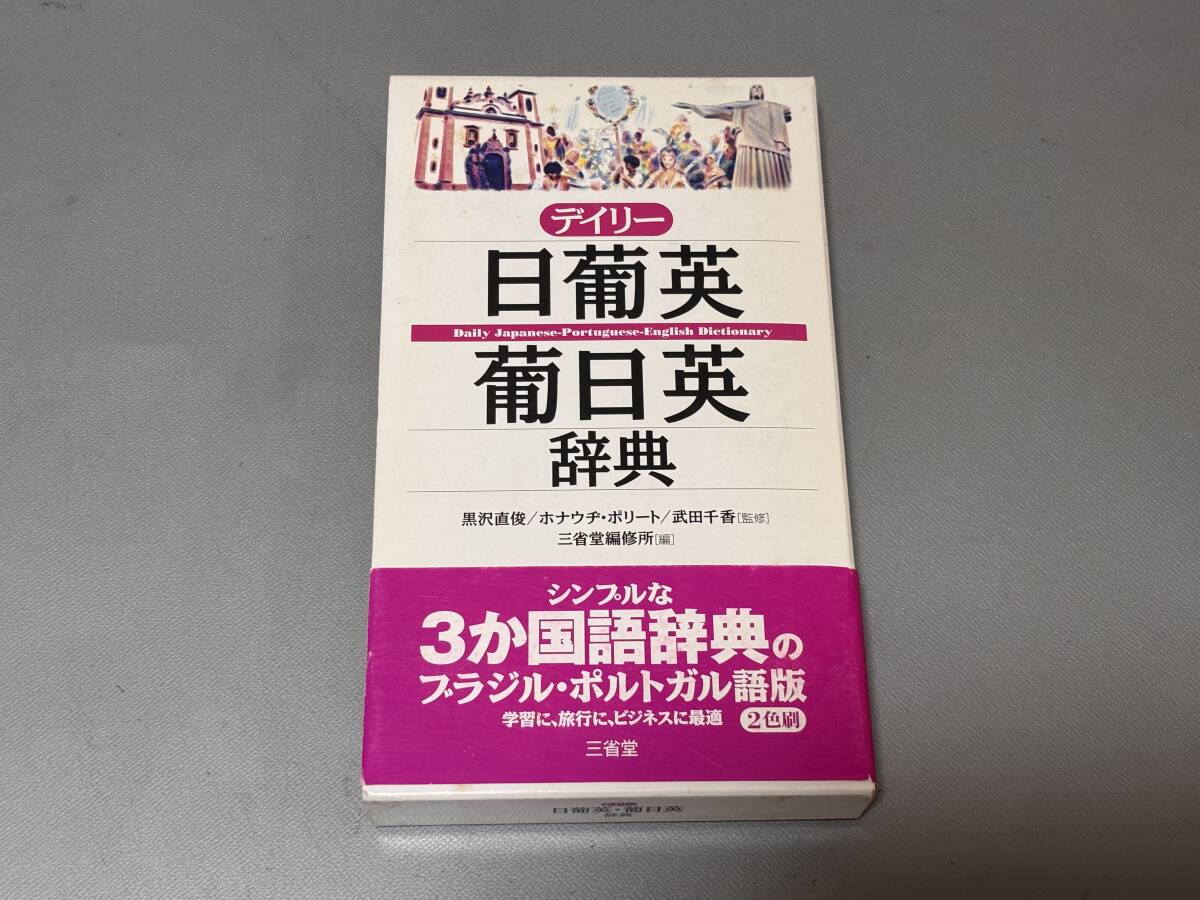 デイリー
日葡英
Daily Japanese-Portuguese-English Dictionary
葡日英
辞典
黒沢直俊/ホナウヂ・ポリート/武田千香[監修]
三省堂編修所[編]
シンプルな
3か国語辞典の
ブラジル・ポルトガル語版
学習に、旅行に、ビジネスに最適 2色刷
三省堂
日葡英・葡日英
辞典